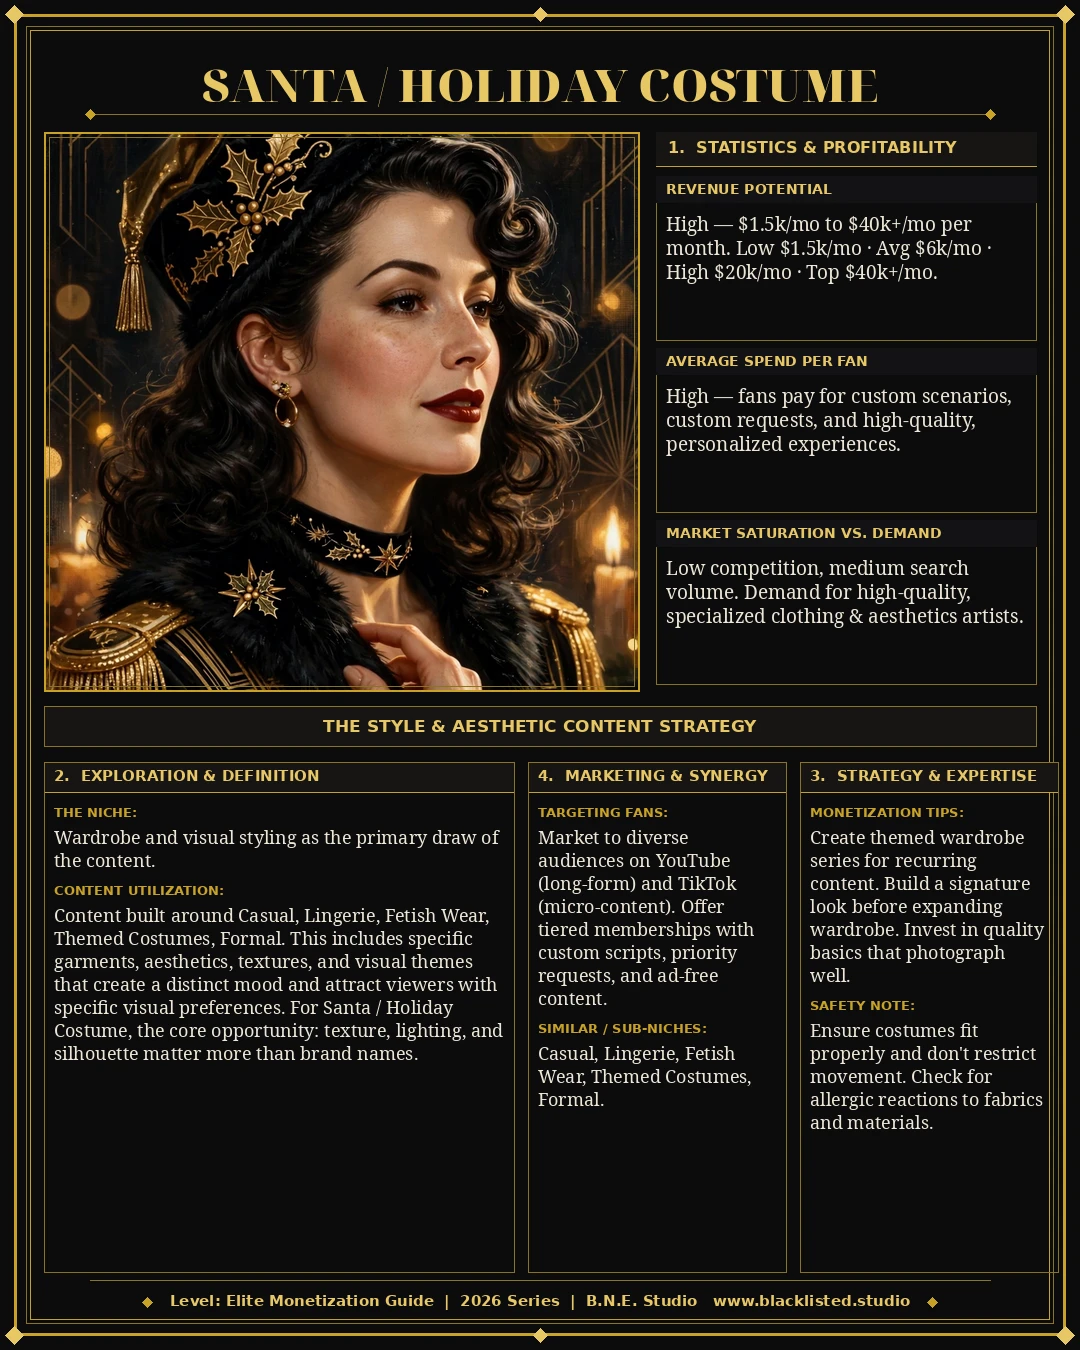 SANTA / HOLIDAY COSTUME
1. STATISTICS & PROFITABILITY
REVENUE POTENTIAL
High — $1.5k/mo to $40k+/mo per
month. Low $1.5k/mo · Avg $6k/mo ·
High $20k/mo · Top $40k+/mo.
AVERAGE SPEND PER FAN
High — fans pay for custom scenarios,
custom requests, and high-quality,
personalized experiences.
MARKET SATURATION VS. DEMAND
Low competition, medium search
volume. Demand for high-quality,
specialized clothing & aesthetics artists.
THE STYLE & AESTHETIC CONTENT STRATEGY
2. EXPLORATION & DEFINITION
THE NICHE:
Wardrobe and visual styling as the primary draw of
the content.
CONTENT UTILIZATION:
Content built around Casual, Lingerie, Fetish Wear,
Themed Costumes, Formal. This includes specific
garments, aesthetics, textures, and visual themes
that create a distinct mood and attract viewers with
specific visual preferences. For Santa / Holiday
Costume, the core opportunity: texture, lighting, and
silhouette matter more than brand names.
4. MARKETING & SYNERGY
TARGETING FANS:
Market to diverse
audiences on YouTube
(long-form) and TikTok
(micro-content). Offer
tiered memberships with
custom scripts, priority
requests, and ad-free
content.
SIMILAR / SUB-NICHES:
Casual, Lingerie, Fetish
Wear, Themed Costumes,
Formal.
3. STRATEGY & EXPERTISE
MONETIZATION TIPS:
Create themed wardrobe
series for recurring
content. Build a signature
look before expanding
wardrobe. Invest in quality
basics that photograph
well.
SAFETY NOTE:
Ensure costumes fit
properly and don't restrict
movement. Check for
allergic reactions to fabrics
and materials.
Level: Elite Monetization Guide | 2026 Series | B.N.E. Studio www.blacklisted.studio